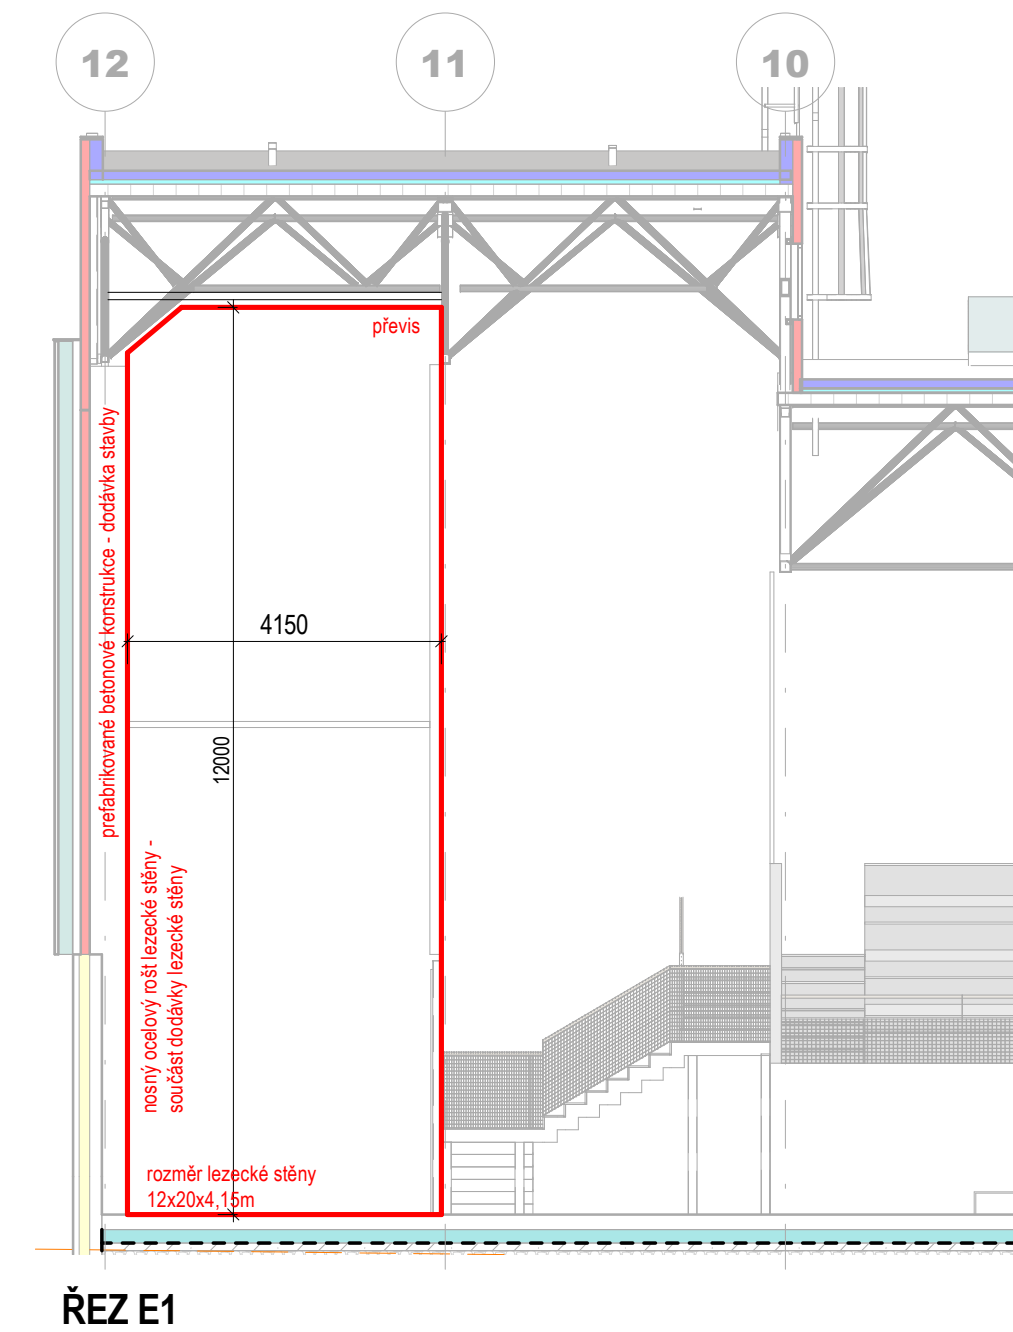 12
11
10
převis
prefabrikované betonové konstrukce - dodávka stavby
4150
12000
nosný ocelový rošt lezecké stěny -
součást dodávky lezecké stěny
rozměr lezecké stěny
12x20x4,15m
ŘEZ E1